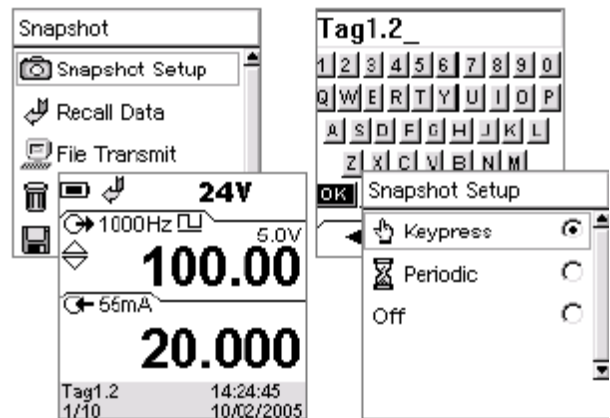 Snapshot
Snapshot Setup
Recall Data
File Transmit
24V
1000Hz
5.0V
100.00
55mA
20.000
Tag1.2 14:24:45
1/10 10/02/2005
Tag1.2_
1 2 3 4 5 6 7 8 9 0
Q W E R T Y U I O P
A S D F G H J K L
Z X C V B N M
OK
Snapshot Setup
Keypress
Periodic
Off